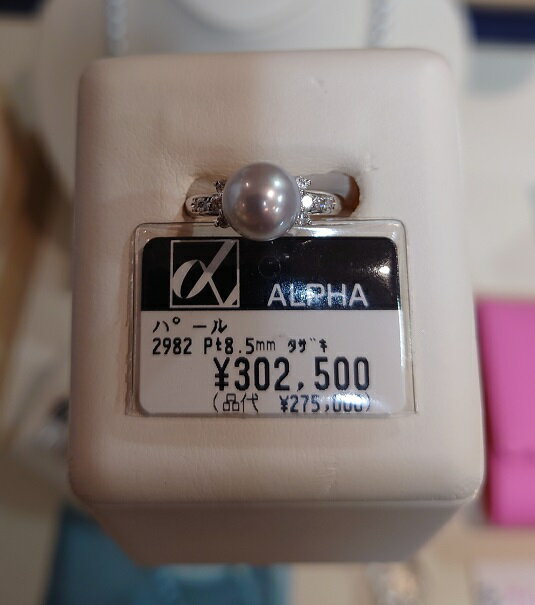 α
ALPHA
パール
2982 Pt8.5mm タサキ
¥302,500
(品代 ¥275,000)